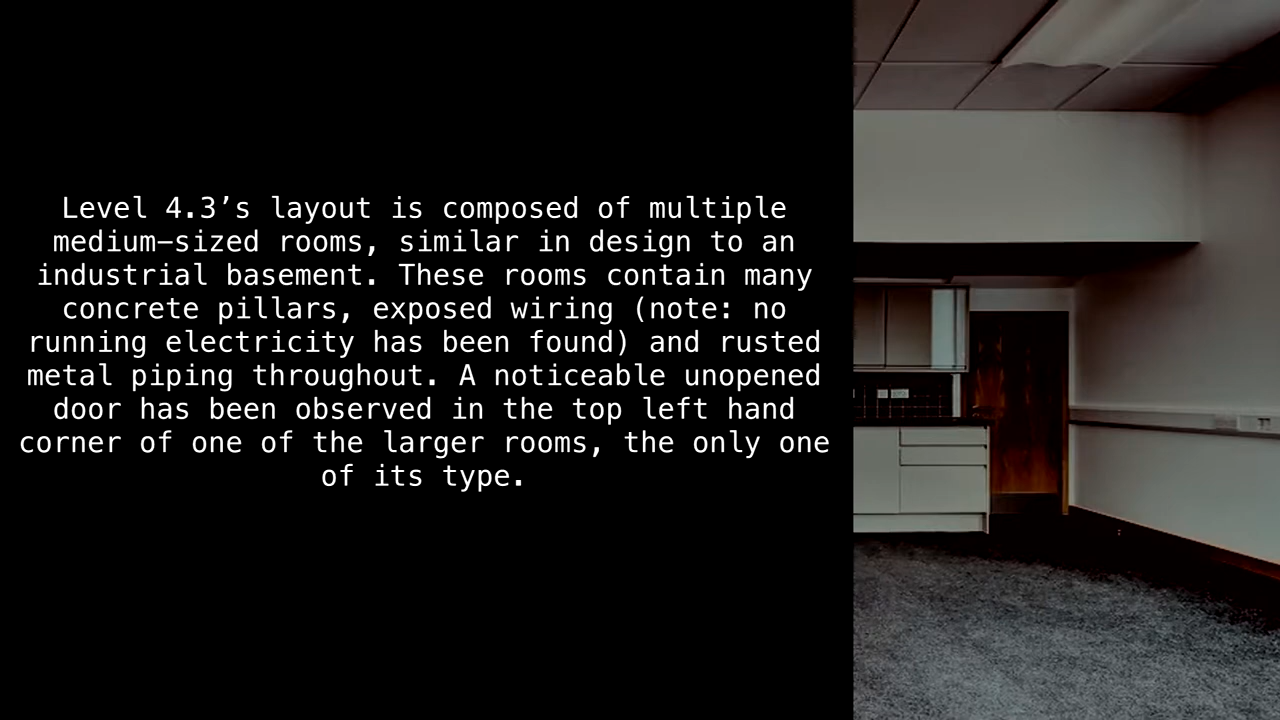 Level 4.3’s layout is composed of multiple
medium–sized rooms, similar in design to an
industrial basement. These rooms contain many
concrete pillars, exposed wiring (note: no
running electricity has been found) and rusted
metal piping throughout. A noticeable unopened
door has been observed in the top left hand
corner of one of the larger rooms, the only one
of its type.